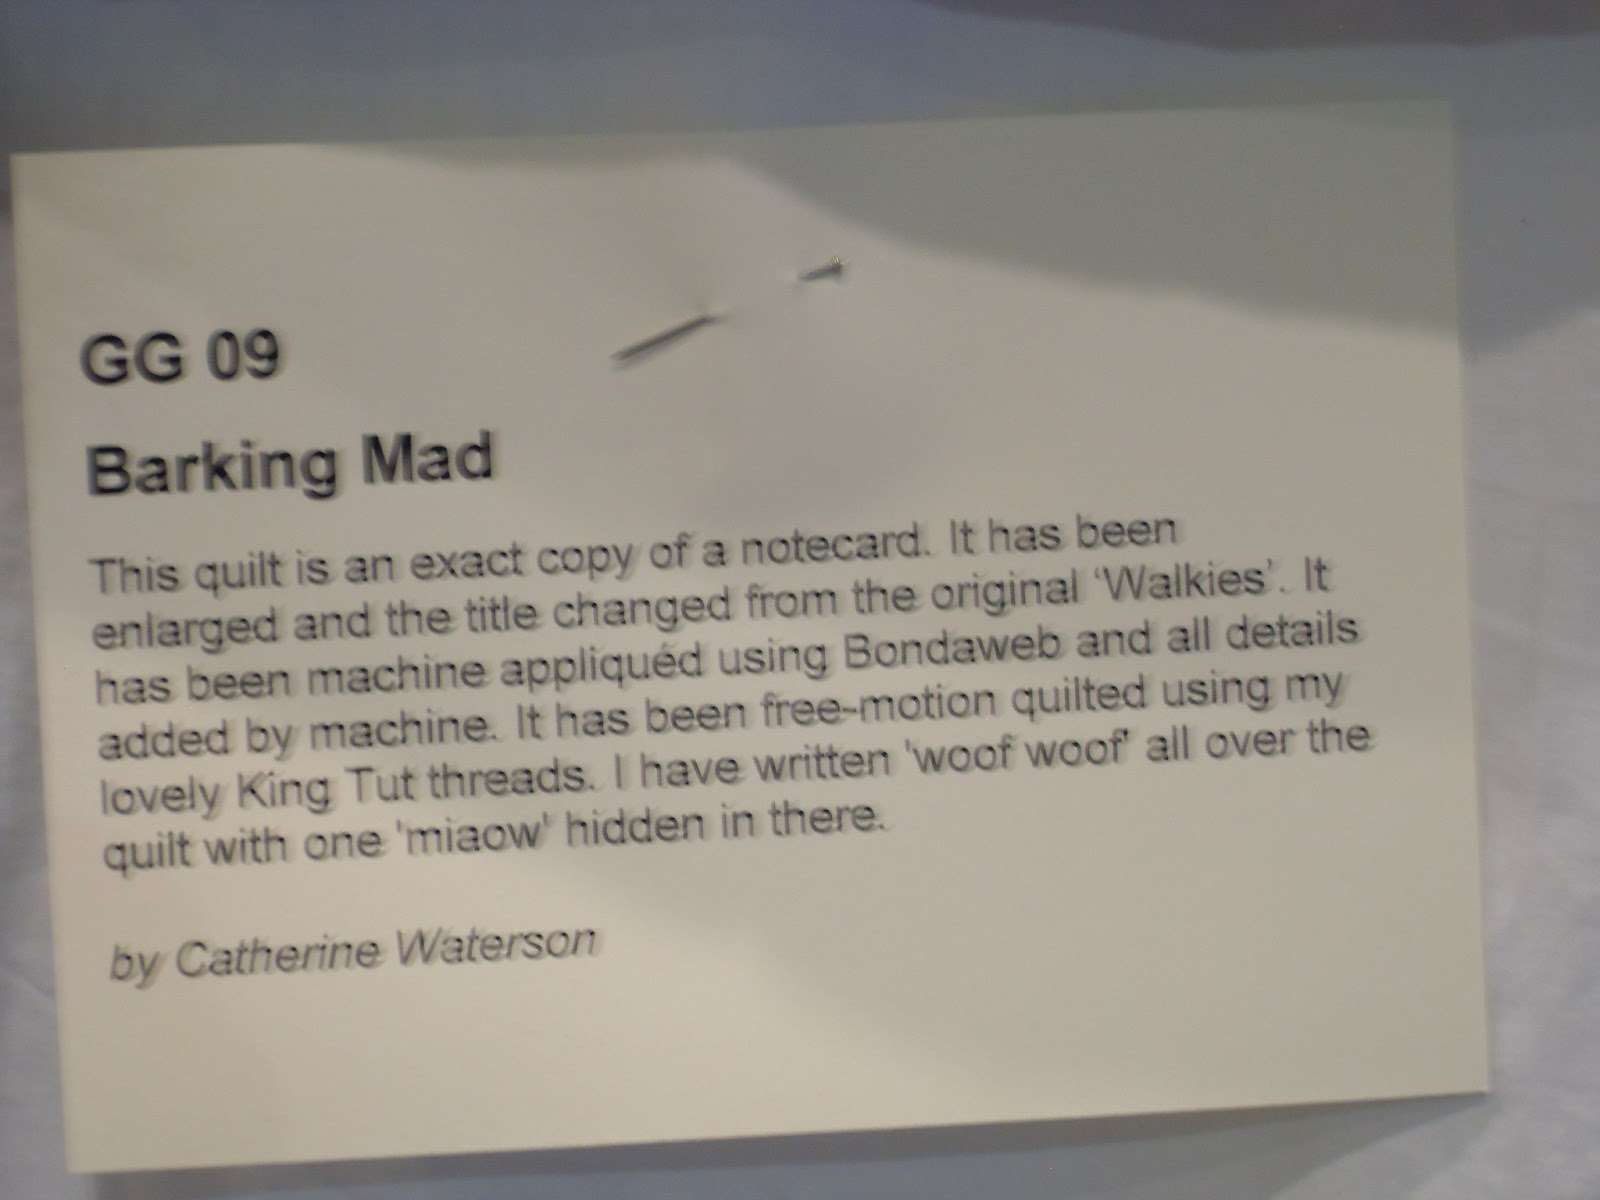 GG 09
Barking Mad
This quilt is an exact copy of a notecard. It has been
enlarged and the title changed from the original ‘Walkies’. It
has been machine appliquéd using Bondaweb and all details
added by machine. It has been free-motion quilted using my
lovely King Tut threads. I have written 'woof woof' all over the
quilt with one 'miaow' hidden in there.
by Catherine Waterson